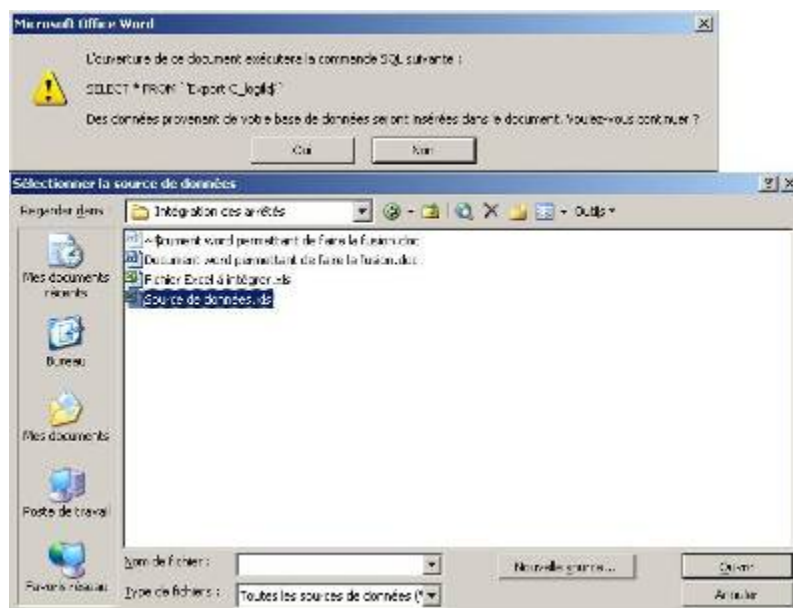 Microsoft Office Word
L'ouverture de ce document exécutera la commande SQL suivante :
SELECT * FROM `'Export
Des données provenant de votre base de données seront insérées dans le document. Voulez-vous continuer ?
Oui Non
Sélectionner la source de données
Regarder dans : Intégration des arrêtés Outils
~$cument word permettant de faire la fusion.doc
Document word permettant de faire la fusion.doc
Fichier Excel à intégrer.xls
Source de données.xls
Mes documents
récents
Bureau
Mes documents
Poste de travail
Favoris réseau
Nom de fichier : Nouvelle source... Ouvrir
Type de fichiers : Toutes les sources de données (* Annuler